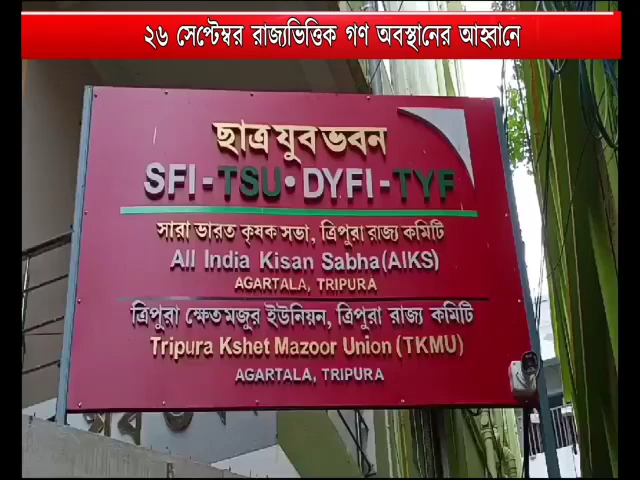 ২৬ সেপ্টেম্বর রাজ্যভিত্তিক গণ অবস্থানের আহ্বানে
ছাত্র যুব ভবন
SFI-TSU•DYFI-TYF
সারা ভারত কৃষক সভা, ত্রিপুরা রাজ্য কমিটি
All India Kisan Sabha(AIKS)
AGARTALA, TRIPURA
ত্রিপুরা ক্ষেতমজুর ইউনিয়ন, ত্রিপুরা রাজ্য কমিটি
Tripura Kshet Mazoor Union (TKMU)
AGARTALA, TRIPURA